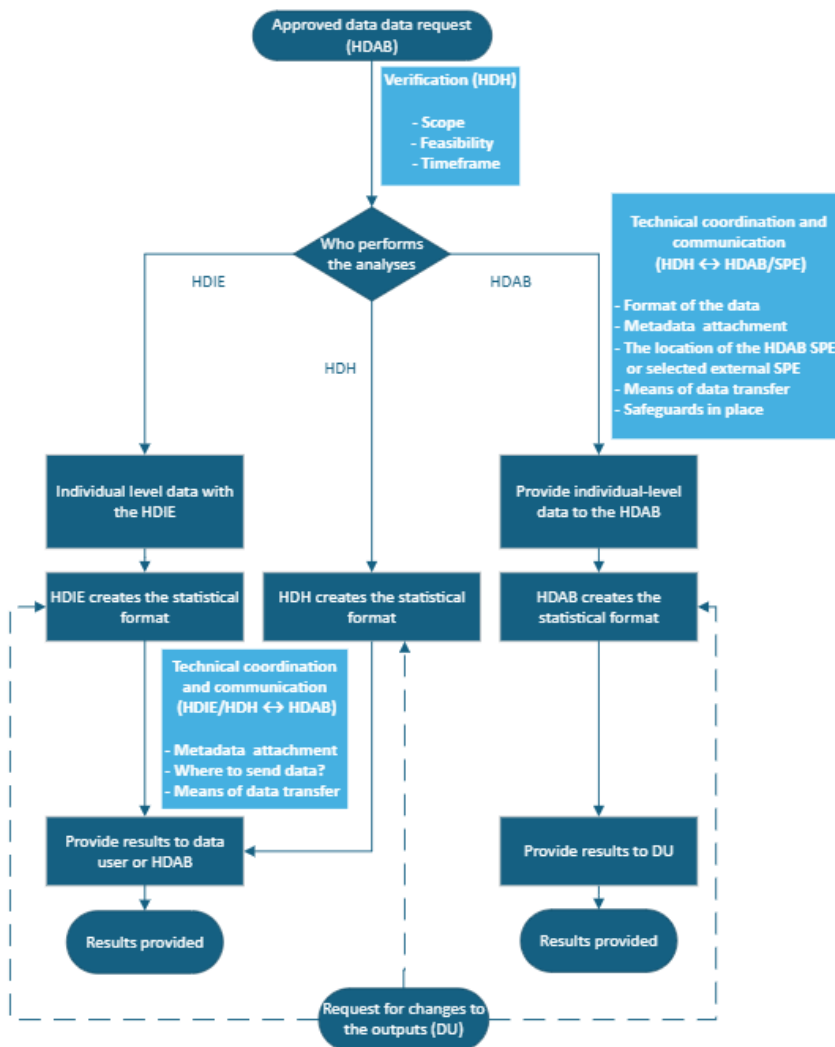 Approved data data request
(HDAB)
Verification (HDH)
- Scope
- Feasibility
- Timeframe
Who performs
the analyses
HDIE
HDH
HDAB
Technical coordination and
communication
(HDH ↔ HDAB/SPE)
- Format of the data
- Metadata attachment
- The location of the HDAB SPE
or selected external SPE
- Means of data transfer
- Safeguards in place
Individual level data with
the HDIE
Provide individual-level
data to the HDAB
HDIE creates the statistical
format
HDH creates the statistical
format
HDAB creates the
statistical format
Technical coordination
and communication
(HDIE/HDH ↔ HDAB)
- Metadata attachment
- Where to send data?
- Means of data transfer
Provide results to data
user or HDAB
Provide results to DU
Results provided
Results provided
Request for changes to
the outputs (DU)